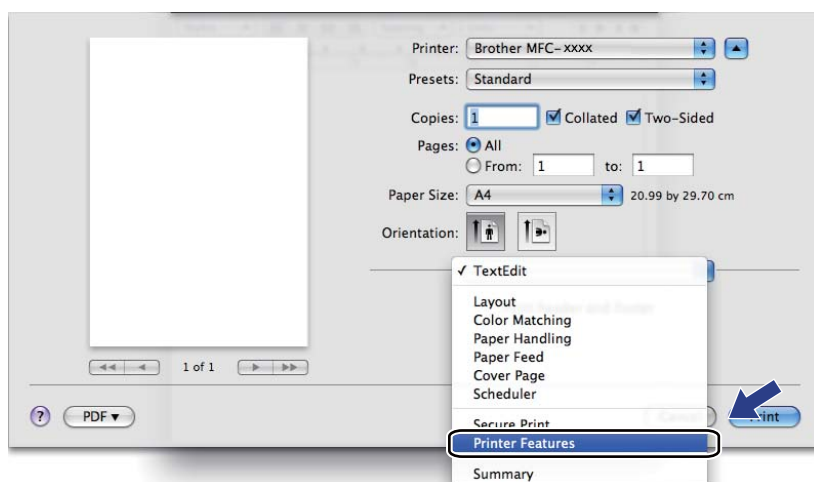 Printer: Brother MFC-xxxx
Presets: Standard
Copies: 1 Collated Two-Sided
Pages: All
From: 1 to: 1
Paper Size: A4 20.99 by 29.70 cm
Orientation:
✓ TextEdit
Layout
Color Matching
Paper Handling
Paper Feed
Cover Page
Scheduler
1 of 1
? PDF▼ Print
Secure Print
Printer Features
Summary